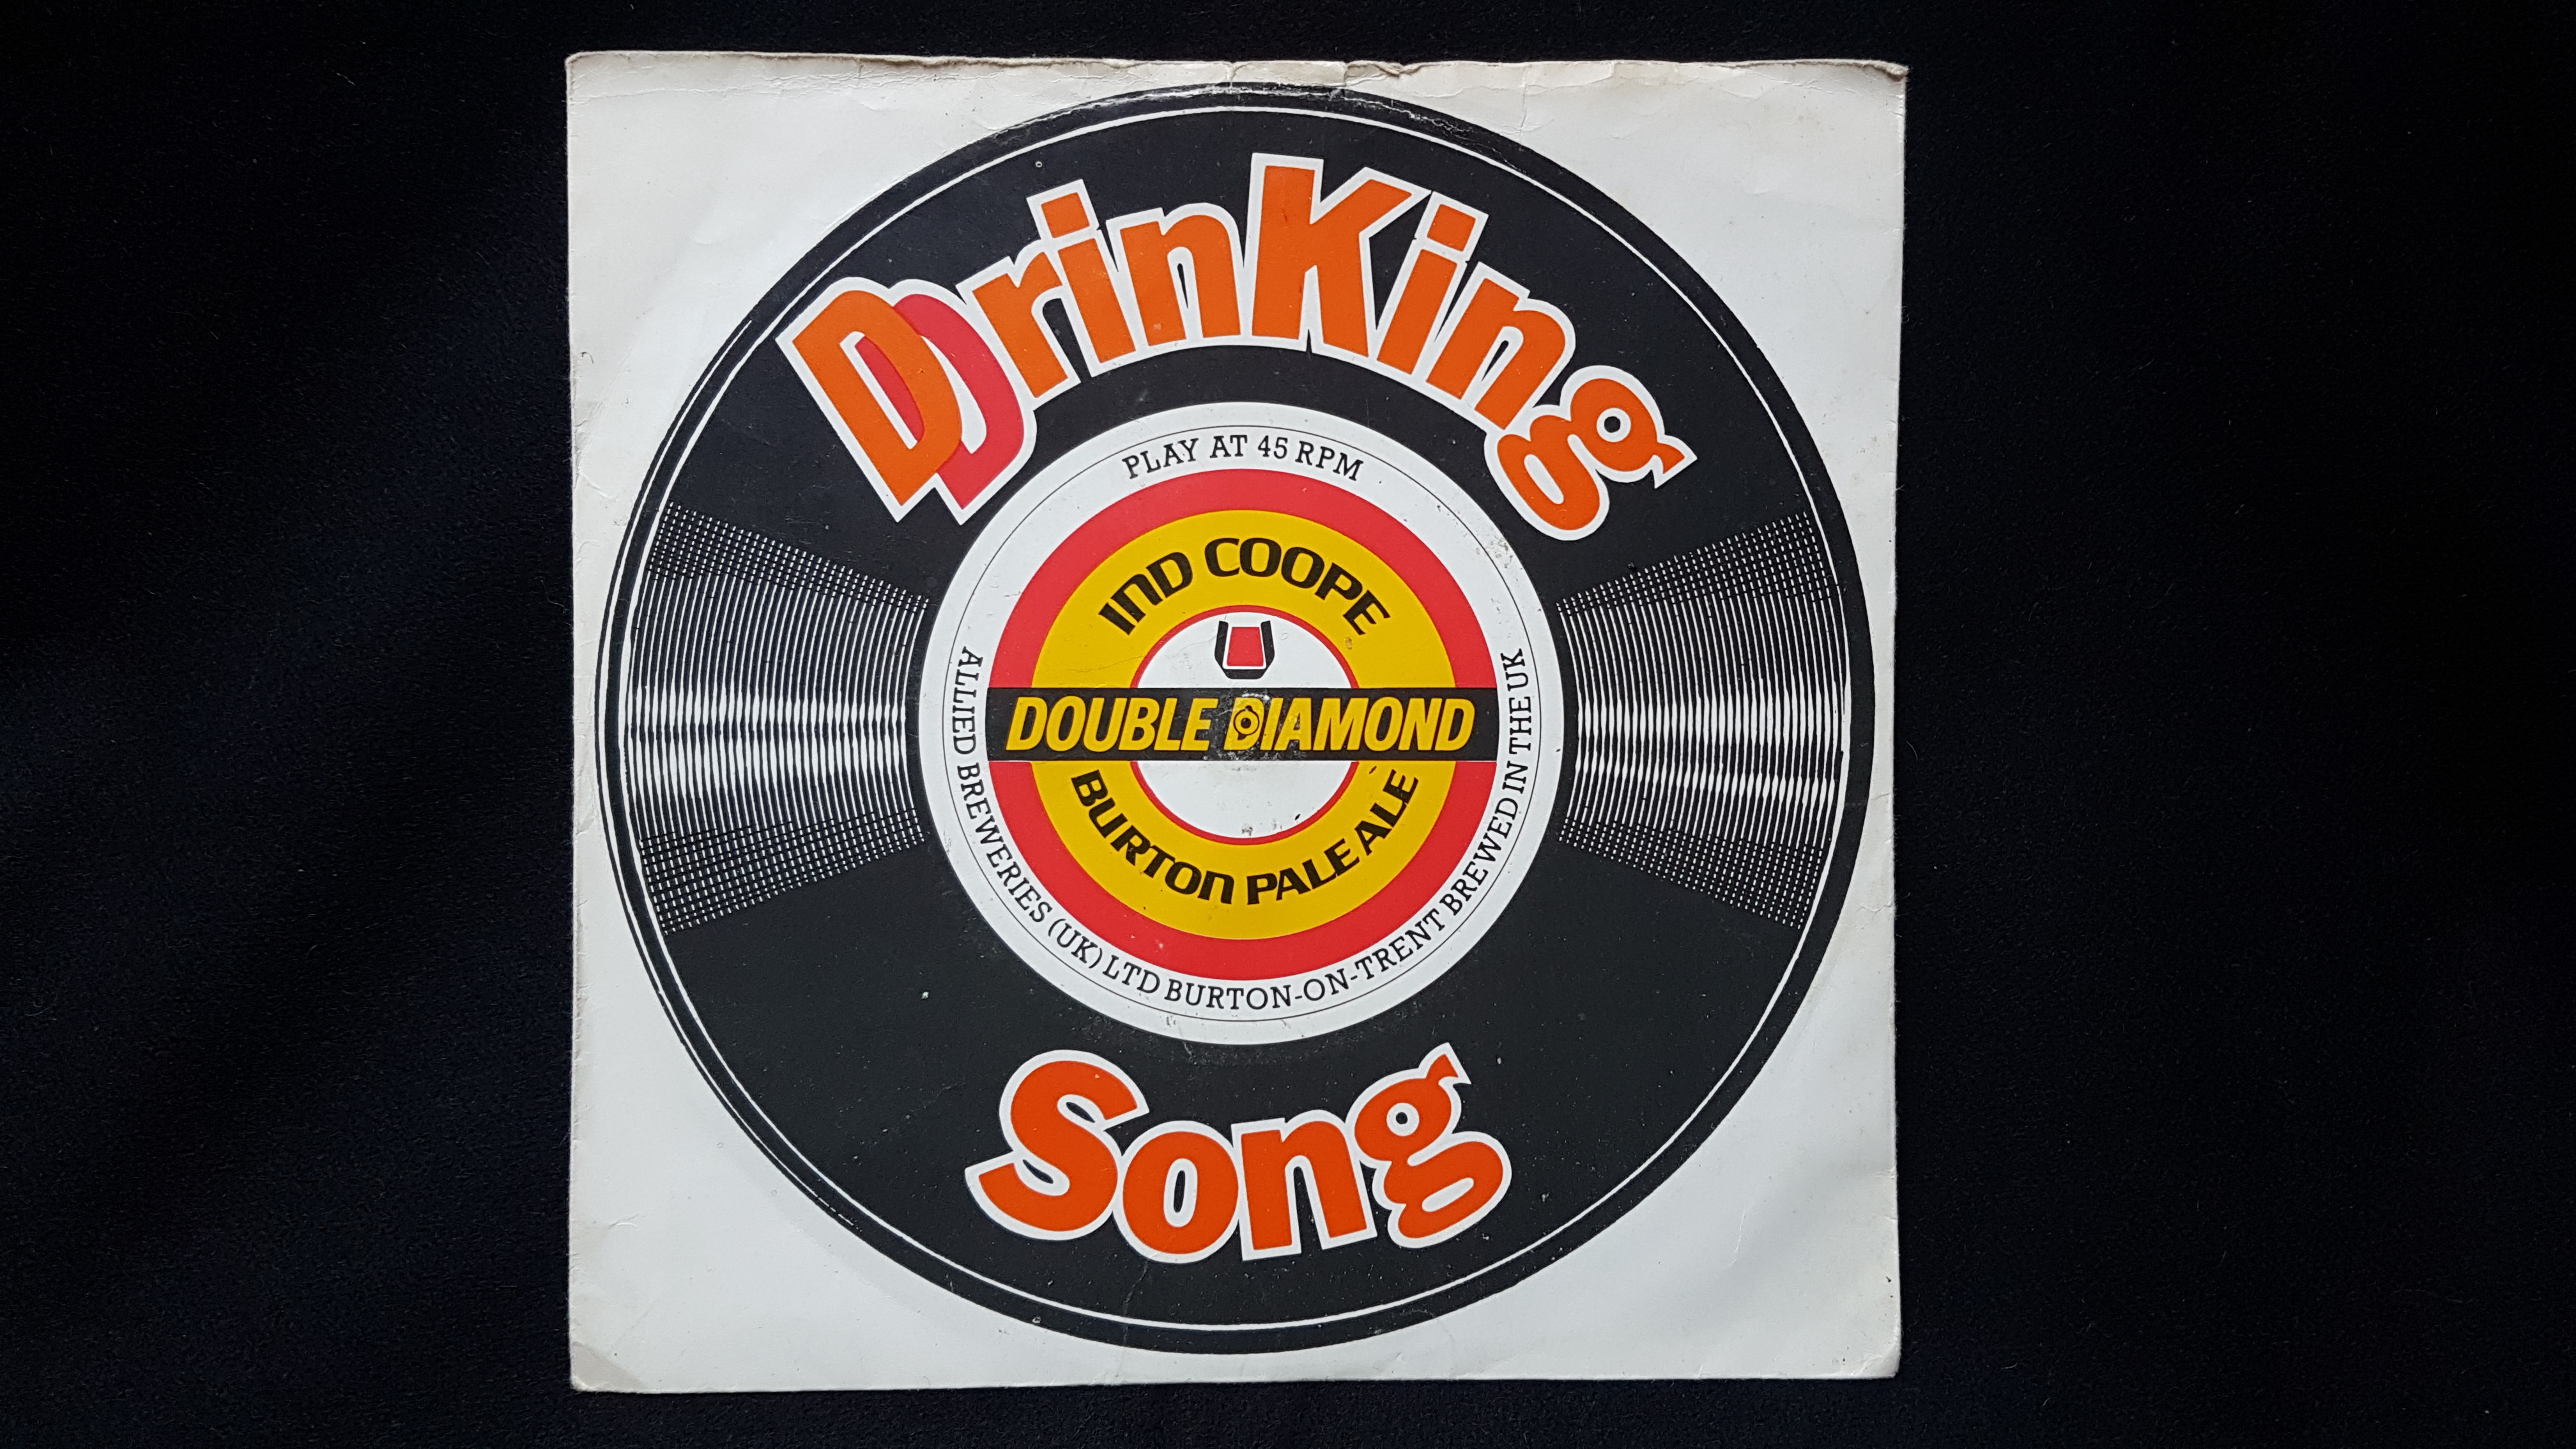 DDrinKing
PLAY AT 45 RPM
IND COOPE
DOUBLE DIAMOND
BURTON PALE ALE
ALLIED BREWERIES (UK) LTD BURTON-ON-TRENT BREWED IN THE UK
Song